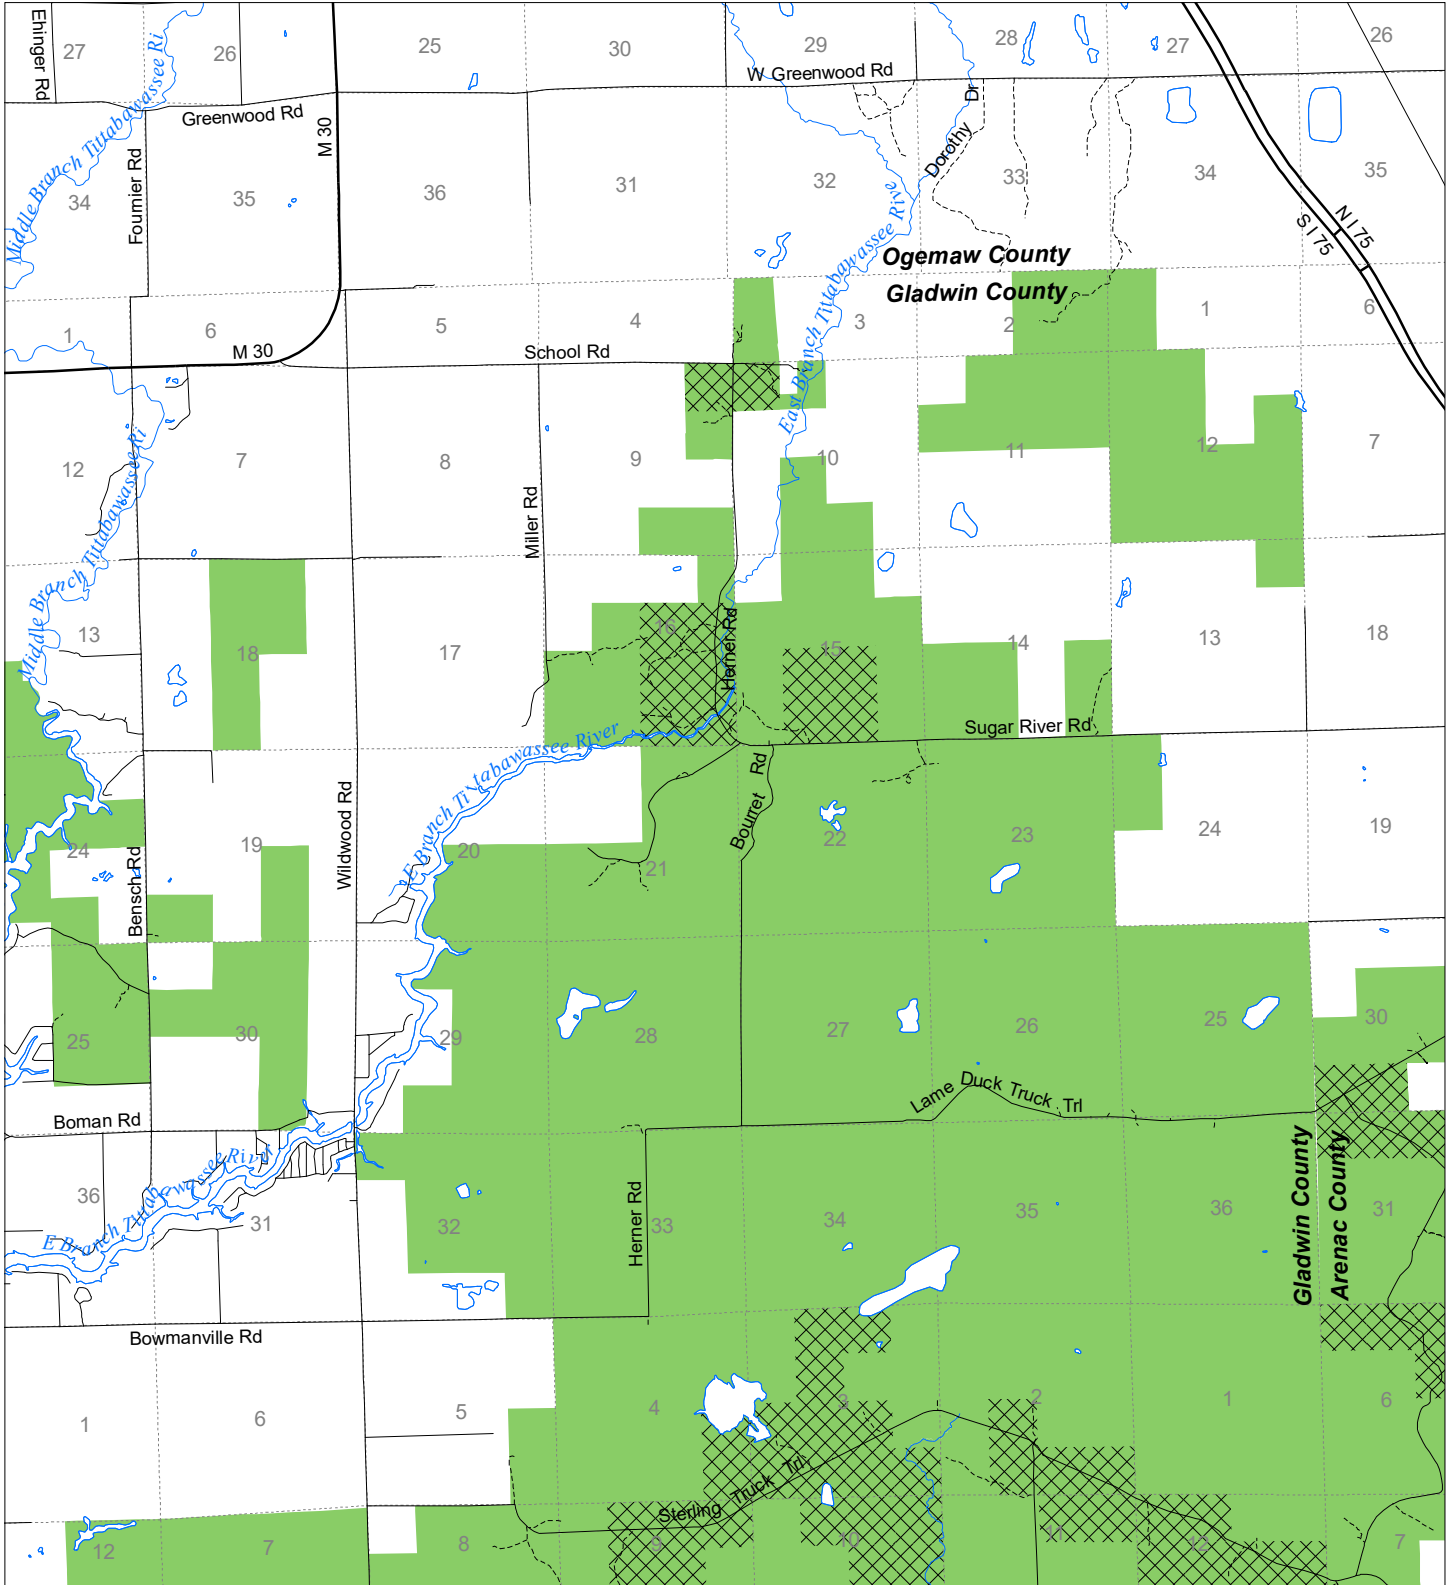 Ehinger Rd
27
26
25
30
29
28
27
26
W Greenwood Rd
Greenwood Rd
M 30
Middle Branch Tittabawassee Ri
Fournier Rd
34
35
36
31
32
33
34
35
Dorothy Dr
N I 75
S I 75
East Branch Tittabawassee Rive
Ogemaw County
Gladwin County
1
6
5
4
3
2
1
6
M 30
School Rd
12
7
8
9
10
11
12
7
Middle Branch Tittabawassee Ri
Miller Rd
13
18
17
16
15
14
13
18
Herner Rd
Sugar River Rd
E Branch Tittabawassee River
Wildwood Rd
Bourret Rd
24
19
20
21
22
23
24
19
Bensch Rd
25
30
29
28
27
26
25
30
Lame Duck Truck Trl
Boman Rd
E Branch Tittabawassee River
36
31
32
33
34
35
36
31
Herner Rd
Gladwin County
Arenac County
Bowmanville Rd
1
6
5
4
3
2
1
6
Sterling Truck Trl
12
7
8
9
10
11
12
7